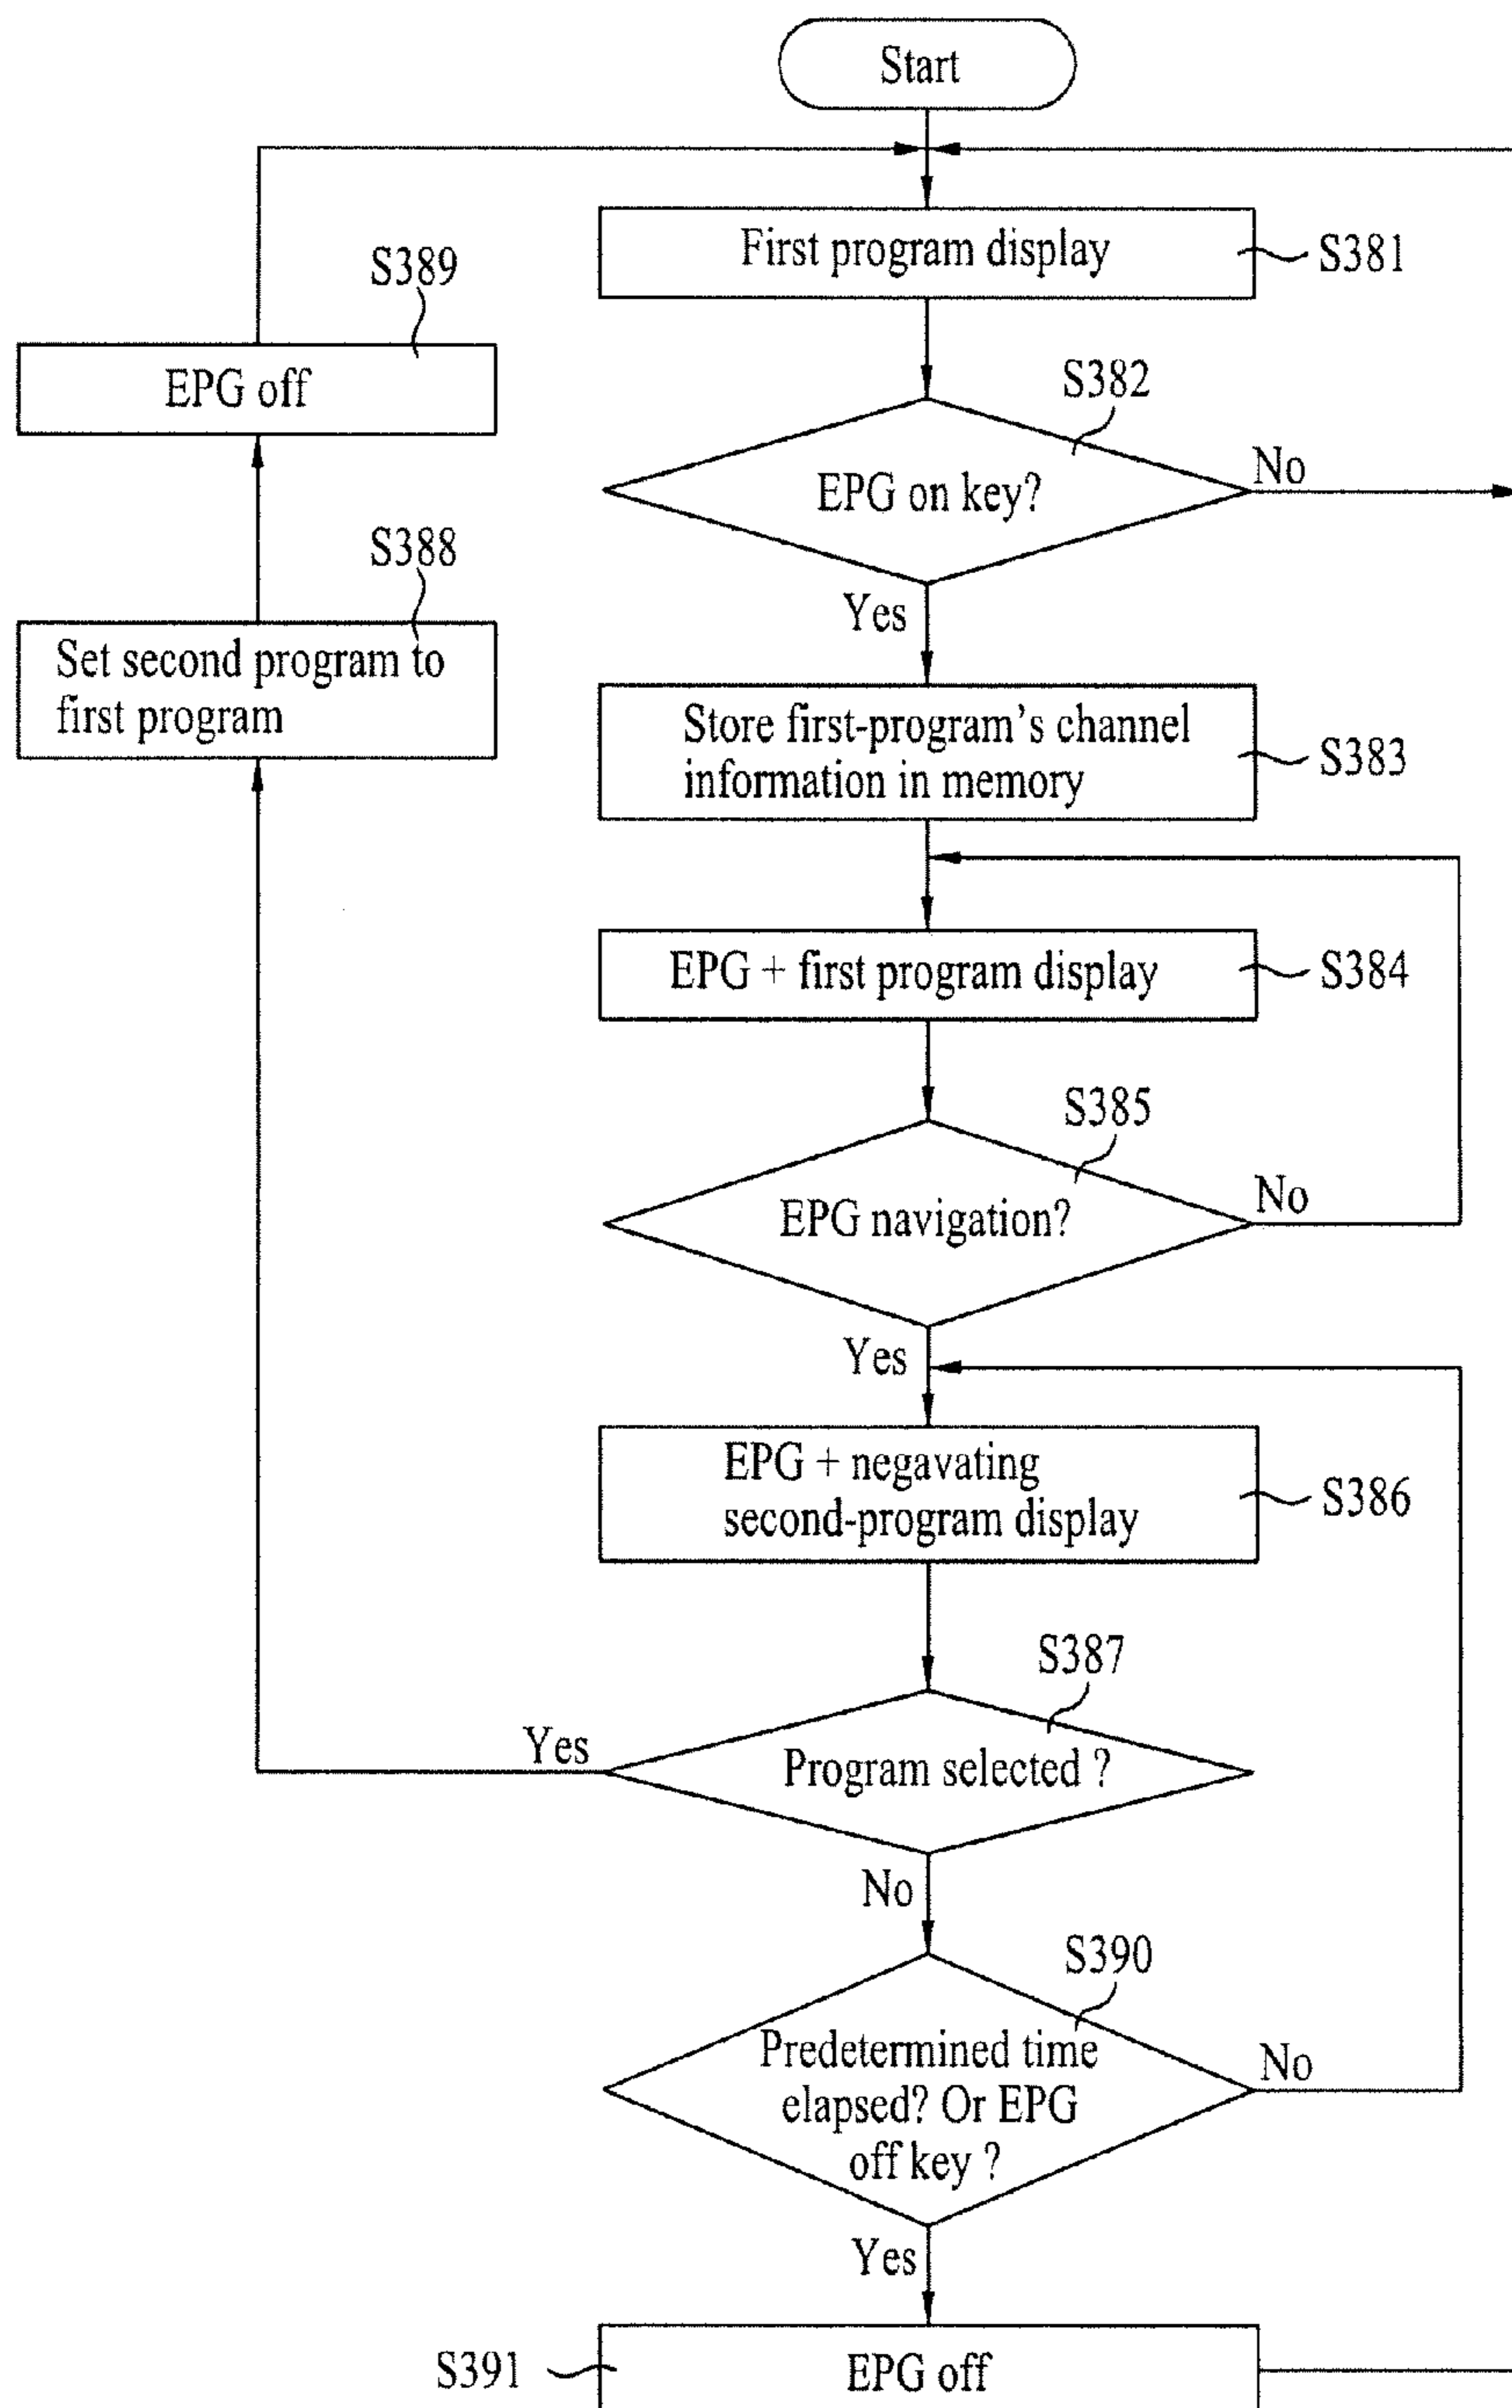 Start
First program display
S381
S382
EPG on key?
No
Yes
Store first-program's channel
information in memory
S383
EPG + first program display
S384
S385
EPG navigation?
No
Yes
EPG + negavating
second-program display
S386
S387
Program selected ?
Yes
No
S388
Set second program to
first program
S389
EPG off
S390
Predetermined time
elapsed? Or EPG
off key ?
No
Yes
S391
EPG off